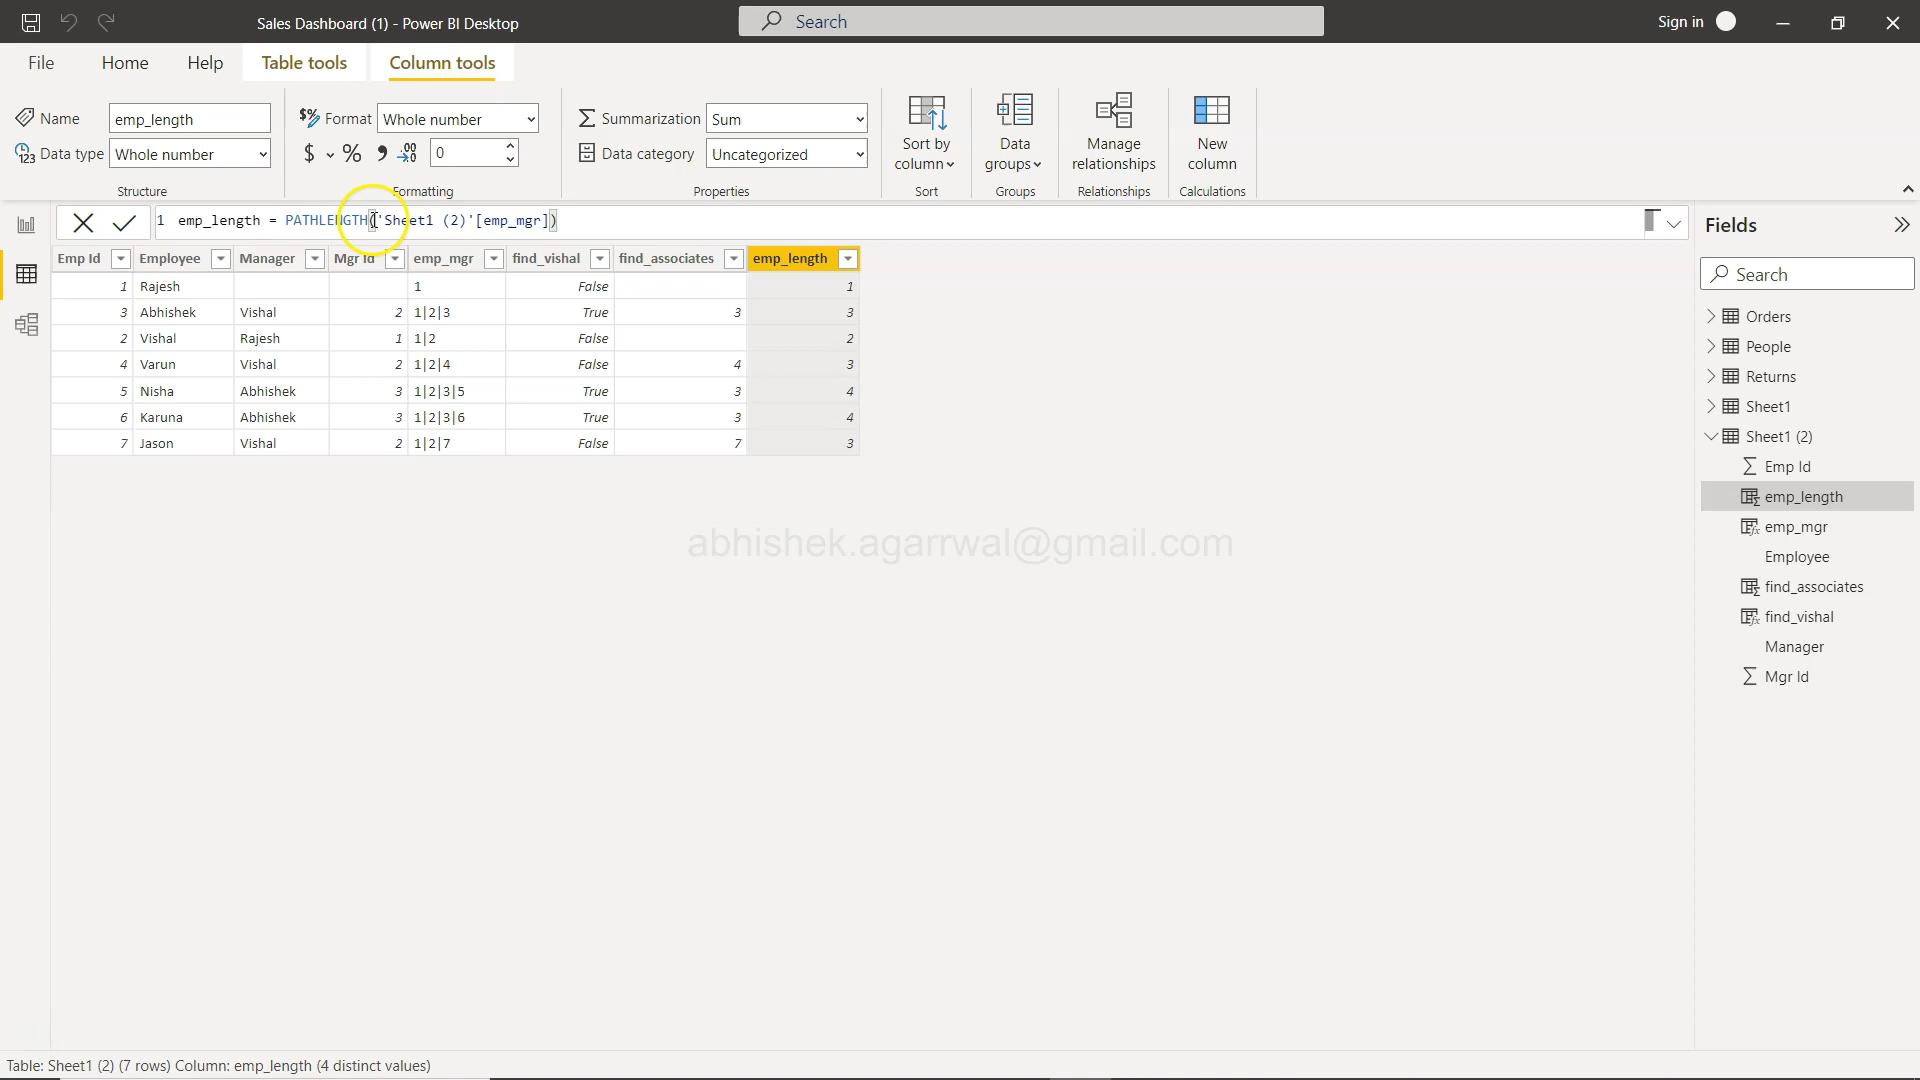 Sales Dashboard (1) - Power BI Desktop
Search
Sign in
File
Home
Help
Table tools
Column tools
Name
emp_length
Format
Whole number
Summarization
Sum
Data type
Whole number
$ % , .00
0
Data category
Uncategorized
Sort by
column
Data
groups
Manage
relationships
New
column
Structure
Formatting
Properties
Sort
Groups
Relationships
Calculations
1 emp_length = PATHLENGTH('Sheet1 (2)'[emp_mgr])
Emp Id Employee Manager Mgr Id emp_mgr find_vishal find_associates emp_length
1 Rajesh 1 False 1
3 Abhishek Vishal 2 1|2|3 True 3 3
2 Vishal Rajesh 1 1|2 False 2
4 Varun Vishal 2 1|2|4 False 4 3
5 Nisha Abhishek 3 1|2|3|5 True 3 4
6 Karuna Abhishek 3 1|2|3|6 True 3 4
7 Jason Vishal 2 1|2|7 False 7 3
abhishek.agarrwal@gmail.com
Fields
Search
Orders
People
Returns
Sheet1
Sheet1 (2)
Emp Id
emp_length
emp_mgr
Employee
find_associates
find_vishal
Manager
Mgr Id
Table: Sheet1 (2) (7 rows) Column: emp_length (4 distinct values)